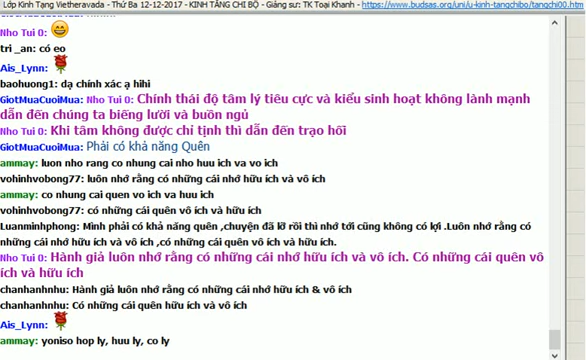 Lớp Kinh Tạng Vietheravada - Thứ Ba 12-12-2017 - KINH TĂNG CHI BỘ - Giảng sư: TK Toại Khanh - https://www.budsas.org/uni/u-kinh-tangchibo/tangchi00.htm
Nho Tui 0:
tri _an: có eo
Ais_Lynn:
baohuong1: dạ chính xác ạ hihi
GiotMuaCuoiMua: Nho Tui 0: Chính thái độ tâm lý tiêu cực và kiểu sinh hoạt không lành mạnh
dẫn đến chúng ta biếng lười và buồn ngủ
Nho Tui 0: Khi tâm không được chỉ tịnh thì dẫn đến trạo hối
GiotMuaCuoiMua: Phải có khả năng Quên
ammay: luon nho rang co nhung cai nho huu ich va vo ich
vohinhvobong77: luôn nhớ rằng có những cái nhớ hữu ích và vô ích
ammay: co nhung cai quen vo ich va huu ich
vohinhvobong77: có những cái quên vô ích và hữu ích
Luanminhphong: Mình phải có khả năng quên ,chuyện đã lỡ rồi thì nhớ tới cũng không có lợi .Luôn nhớ rằng có
những cái nhớ hữu ích và vô ích ,có những cái quên vô ích và hữu ích.
Nho Tui 0: Hành giả luôn nhớ rằng có những cái nhớ hữu ích và vô ích. Có những cái quên vô
ích và hữu ích
chanhanhnhu: Hành giả luôn nhớ rằng có những cái nhớ hữu ích & vô ích
chanhanhnhu: Có những cái quên hữu ích và vô ích
Ais_Lynn:
ammay: yoniso hop ly, huu ly, co ly